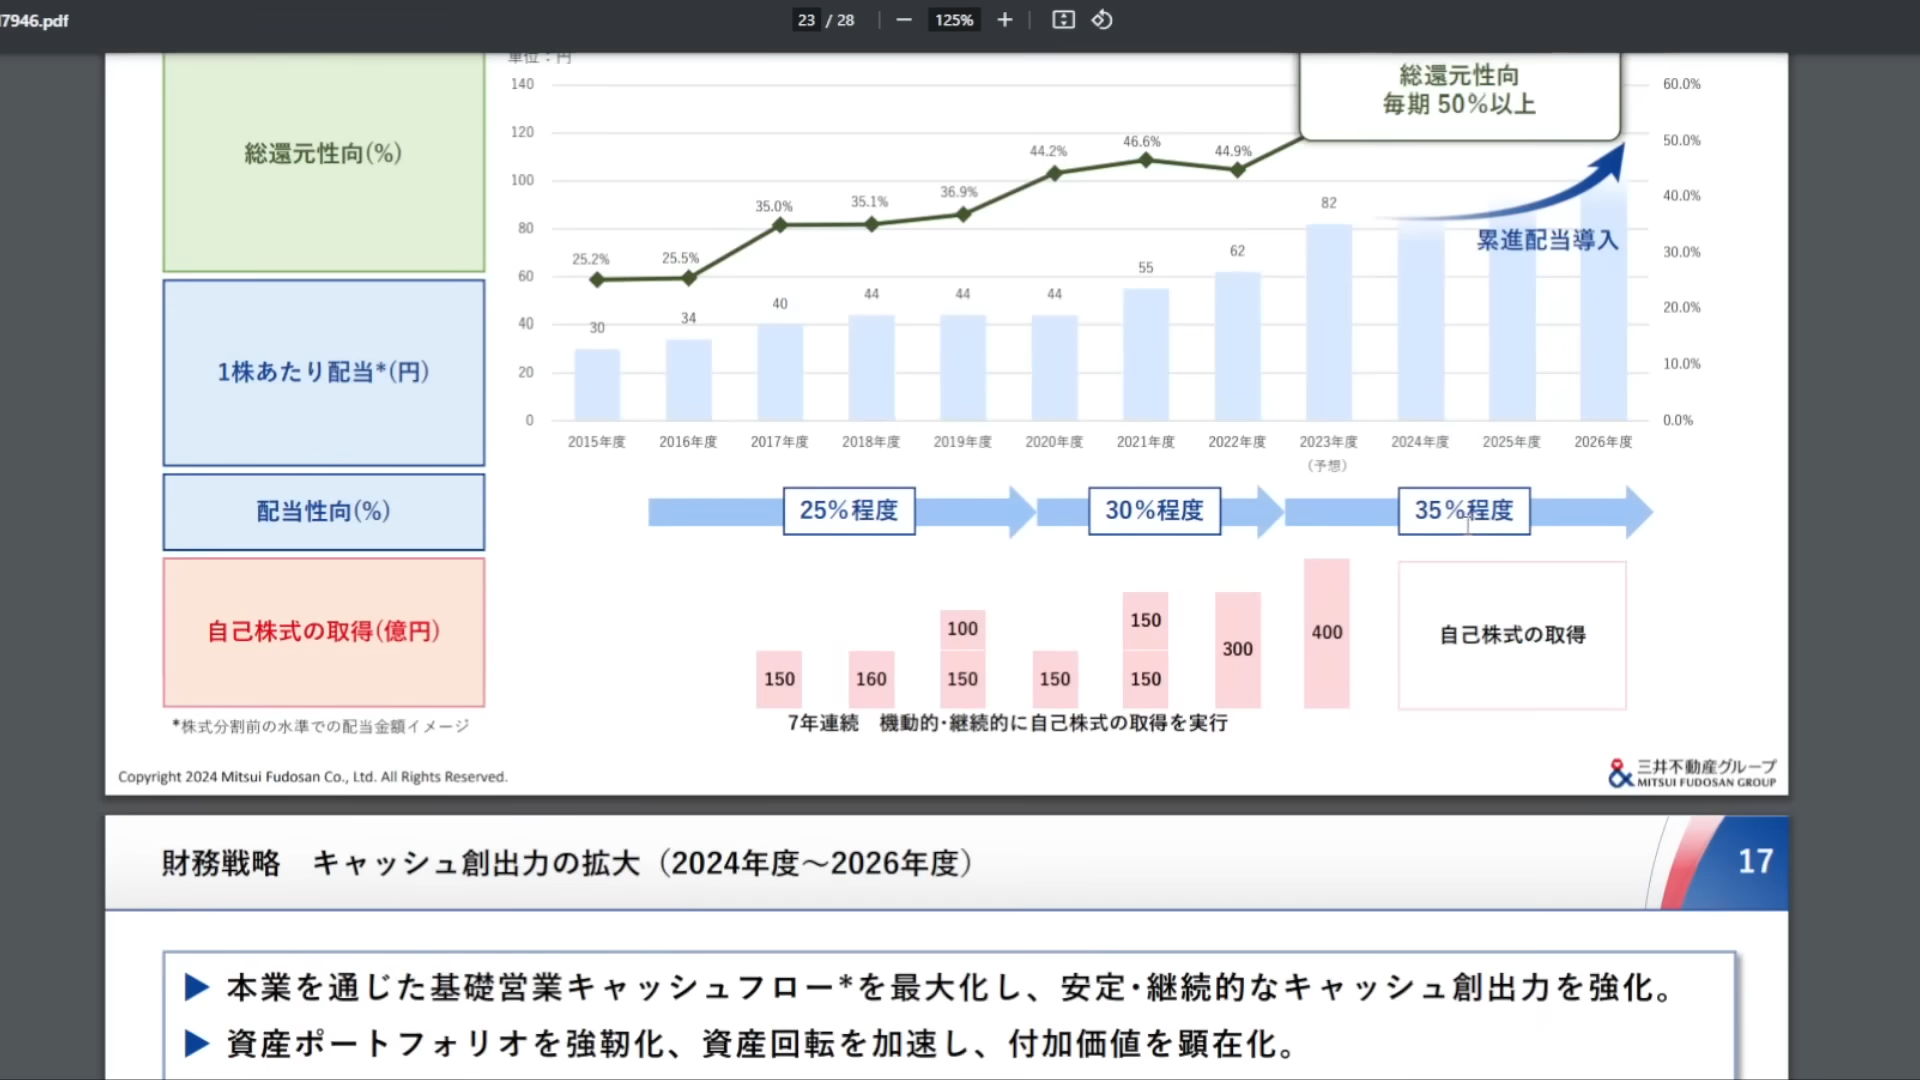 7946.pdf
23 / 28
125%
単位：円
総還元性向
毎期 50%以上
総還元性向(%)
140
120
100
80
60
40
20
0
60.0%
50.0%
40.0%
30.0%
20.0%
10.0%
0.0%
25.2%
25.5%
35.0%
35.1%
36.9%
44.2%
46.6%
44.9%
30
34
40
44
44
44
55
62
82
累進配当導入
1株あたり配当*(円)
2015年度
2016年度
2017年度
2018年度
2019年度
2020年度
2021年度
2022年度
2023年度
（予想）
2024年度
2025年度
2026年度
配当性向(%)
25%程度
30%程度
35%程度
自己株式の取得(億円)
150
160
100
150
150
150
150
300
400
自己株式の取得
7年連続　機動的･継続的に自己株式の取得を実行
*株式分割前の水準での配当金額イメージ
Copyright 2024 Mitsui Fudosan Co., Ltd. All Rights Reserved.
三井不動産グループ
MITSUI FUDOSAN GROUP
財務戦略　キャッシュ創出力の拡大（2024年度～2026年度）
17
▶ 本業を通じた基礎営業キャッシュフロー*を最大化し、安定･継続的なキャッシュ創出力を強化。
▶ 資産ポートフォリオを強靭化、資産回転を加速し、付加価値を顕在化。